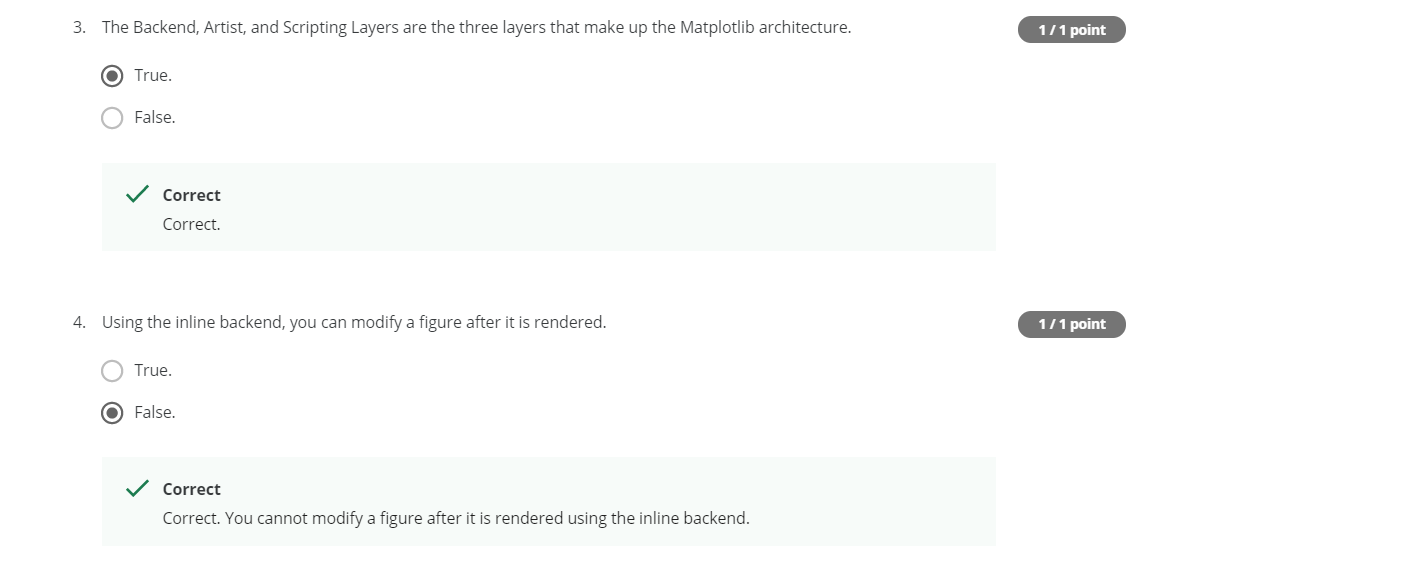 3. The Backend, Artist, and Scripting Layers are the three layers that make up the Matplotlib architecture.
1 / 1 point
True.
False.
Correct
Correct.
4. Using the inline backend, you can modify a figure after it is rendered.
1 / 1 point
True.
False.
Correct
Correct. You cannot modify a figure after it is rendered using the inline backend.